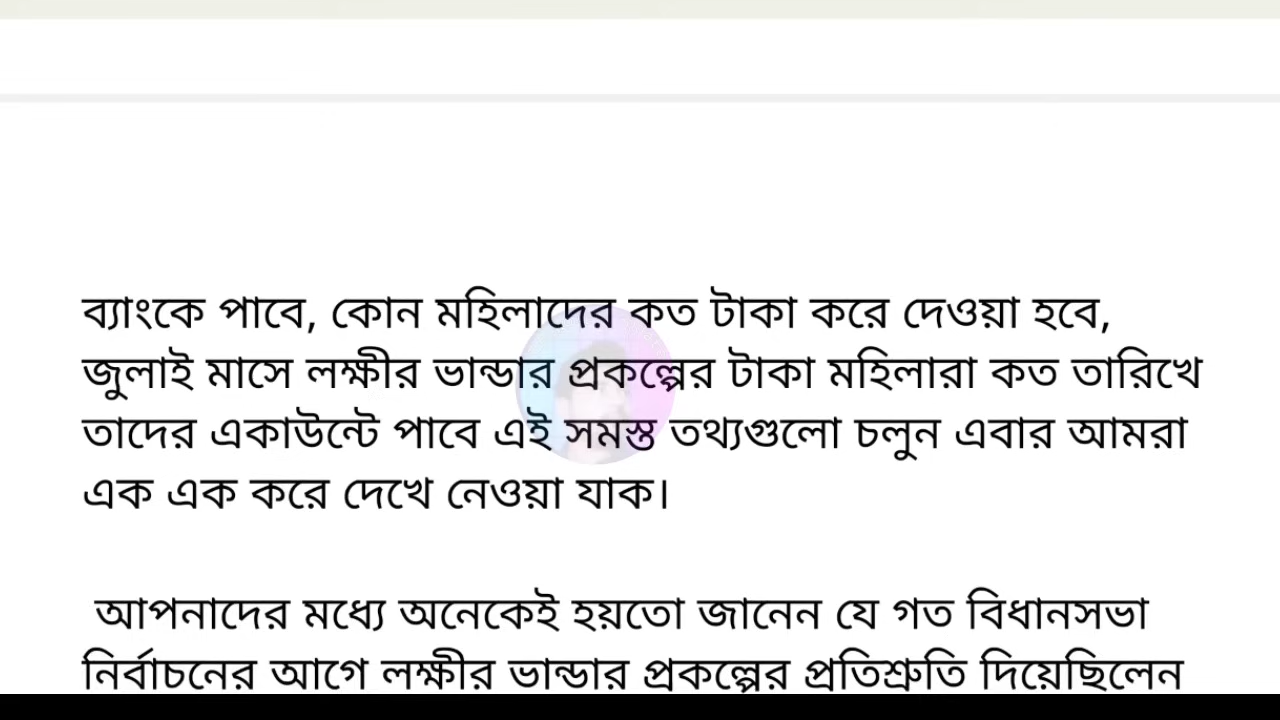 ব্যাংকে পাবে, কোন মহিলাদের কত টাকা করে দেওয়া হবে,
জুলাই মাসে লক্ষীর ভান্ডার প্রকল্পের টাকা মহিলারা কত তারিখে
তাদের একাউন্টে পাবে এই সমস্ত তথ্যগুলো চলুন এবার আমরা
এক এক করে দেখে নেওয়া যাক।
আপনাদের মধ্যে অনেকেই হয়তো জানেন যে গত বিধানসভা
নির্বাচনের আগে লক্ষীর ভান্ডার প্রকল্পের প্রতিশ্রুতি দিয়েছিলেন